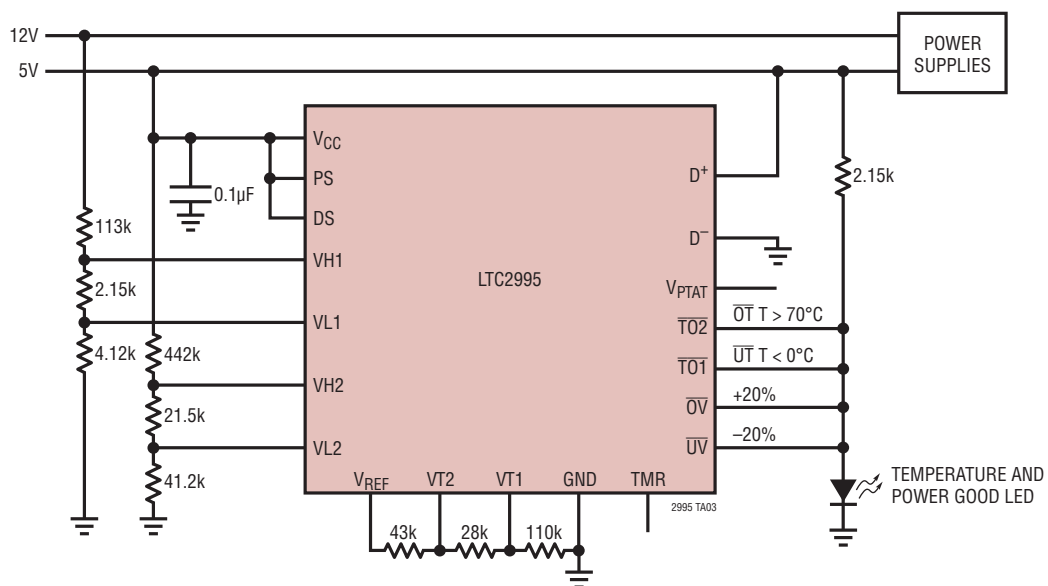 12V
5V
POWER
SUPPLIES
VCC
PS
DS
0.1µF
D+
2.15k
D–
113k
VH1
LTC2995
2.15k
VPTAT
VL1
TO2
OT T > 70°C
4.12k
442k
TO1
UT T < 0°C
VH2
OV
+20%
21.5k
UV
–20%
VL2
41.2k
VREF
VT2
VT1
GND
TMR
2995 TA03
TEMPERATURE AND
POWER GOOD LED
43k
28k
110k